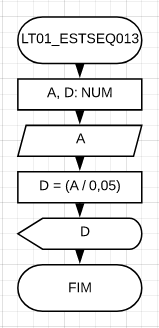 LT01_ESTSEQ013
A, D: NUM
A
D = (A / 0,05)
D
FIM